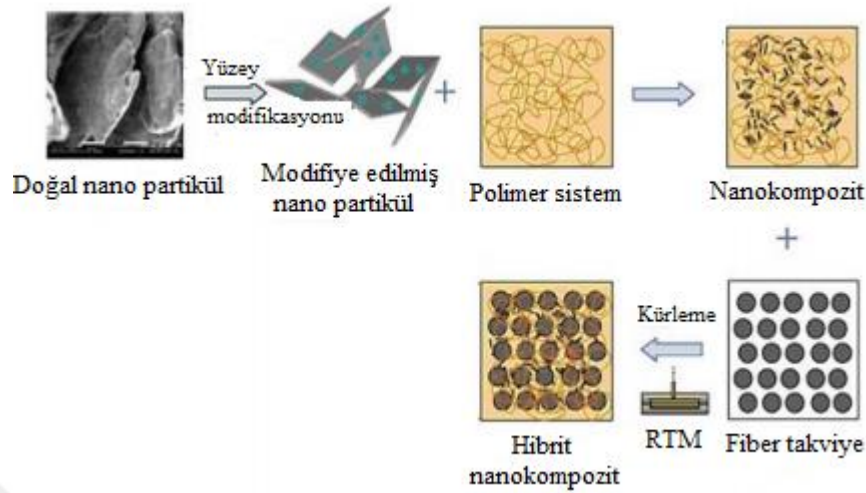 Yüzey
modifikasyonu
Doğal nano partikül
Modifiye edilmiş
nano partikül
+
Polimer sistem
Nanokompozit
+
Kürleme
RTM
Fiber takviye
Hibrit
nanokompozit